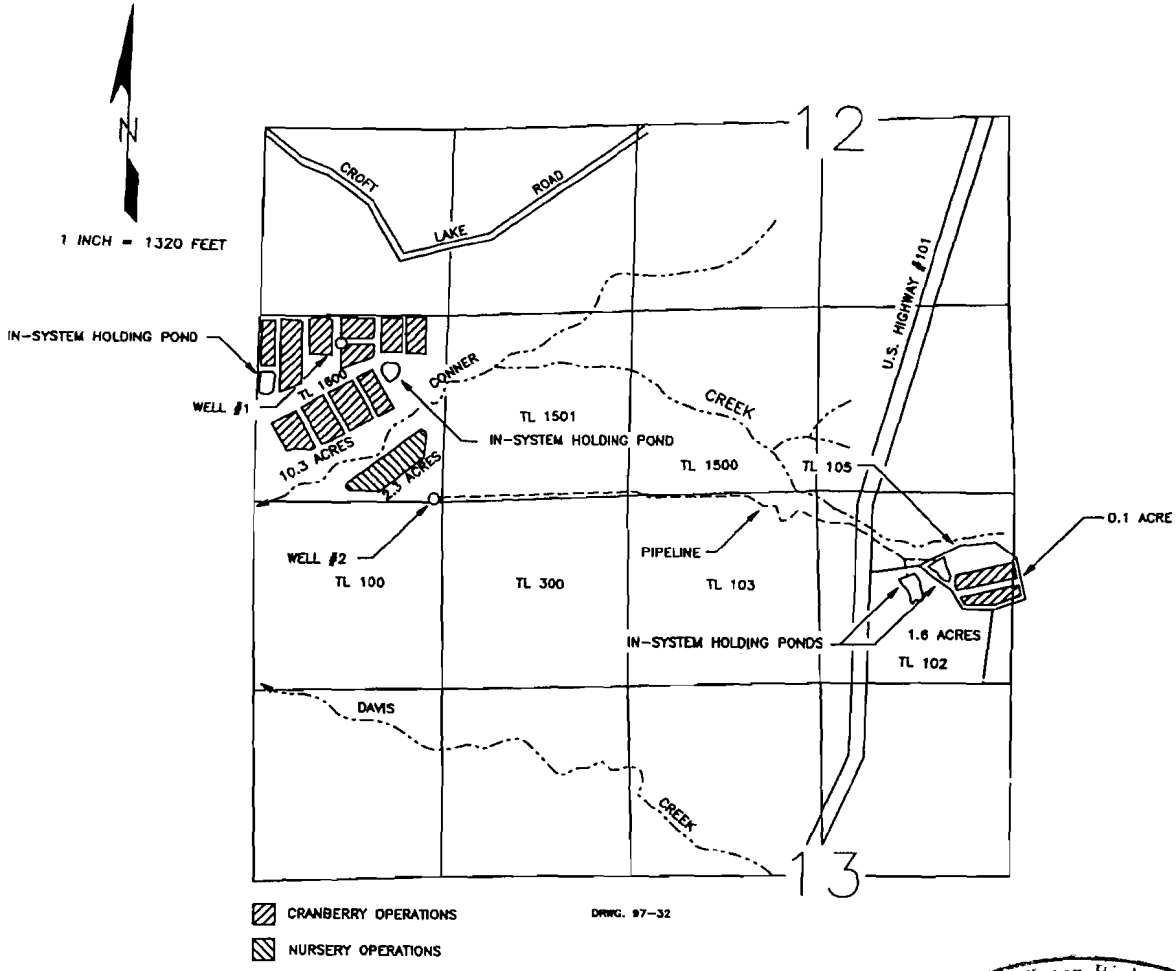 12
N
1 INCH = 1320 FEET
CROFT
LAKE
ROAD
U.S. HIGHWAY #101
IN-SYSTEM HOLDING POND
TL 1600
WELL #1
CONNER
CREEK
TL 1501
IN-SYSTEM HOLDING POND
TL 1500
TL 105
10.3 ACRES
2.3 ACRES
0.1 ACRE
WELL #2
PIPELINE
TL 100
TL 300
TL 103
IN-SYSTEM HOLDING PONDS
1.6 ACRES
TL 102
DAVIS
CREEK
13
CRANBERRY OPERATIONS
DRWG. 97-32
NURSERY OPERATIONS